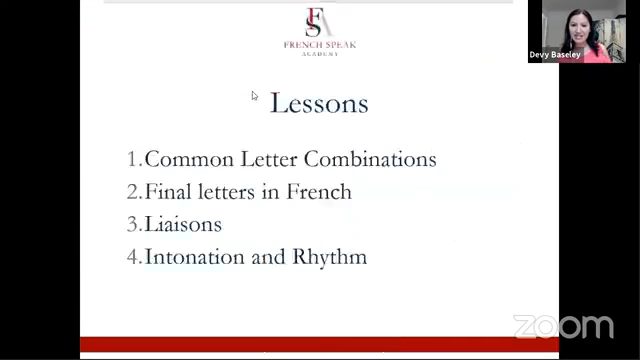 FSA
FRENCH SPEAK
ACADEMY
Devy Baseley
Lessons
1. Common Letter Combinations
2. Final letters in French
3. Liaisons
4. Intonation and Rhythm
zoom